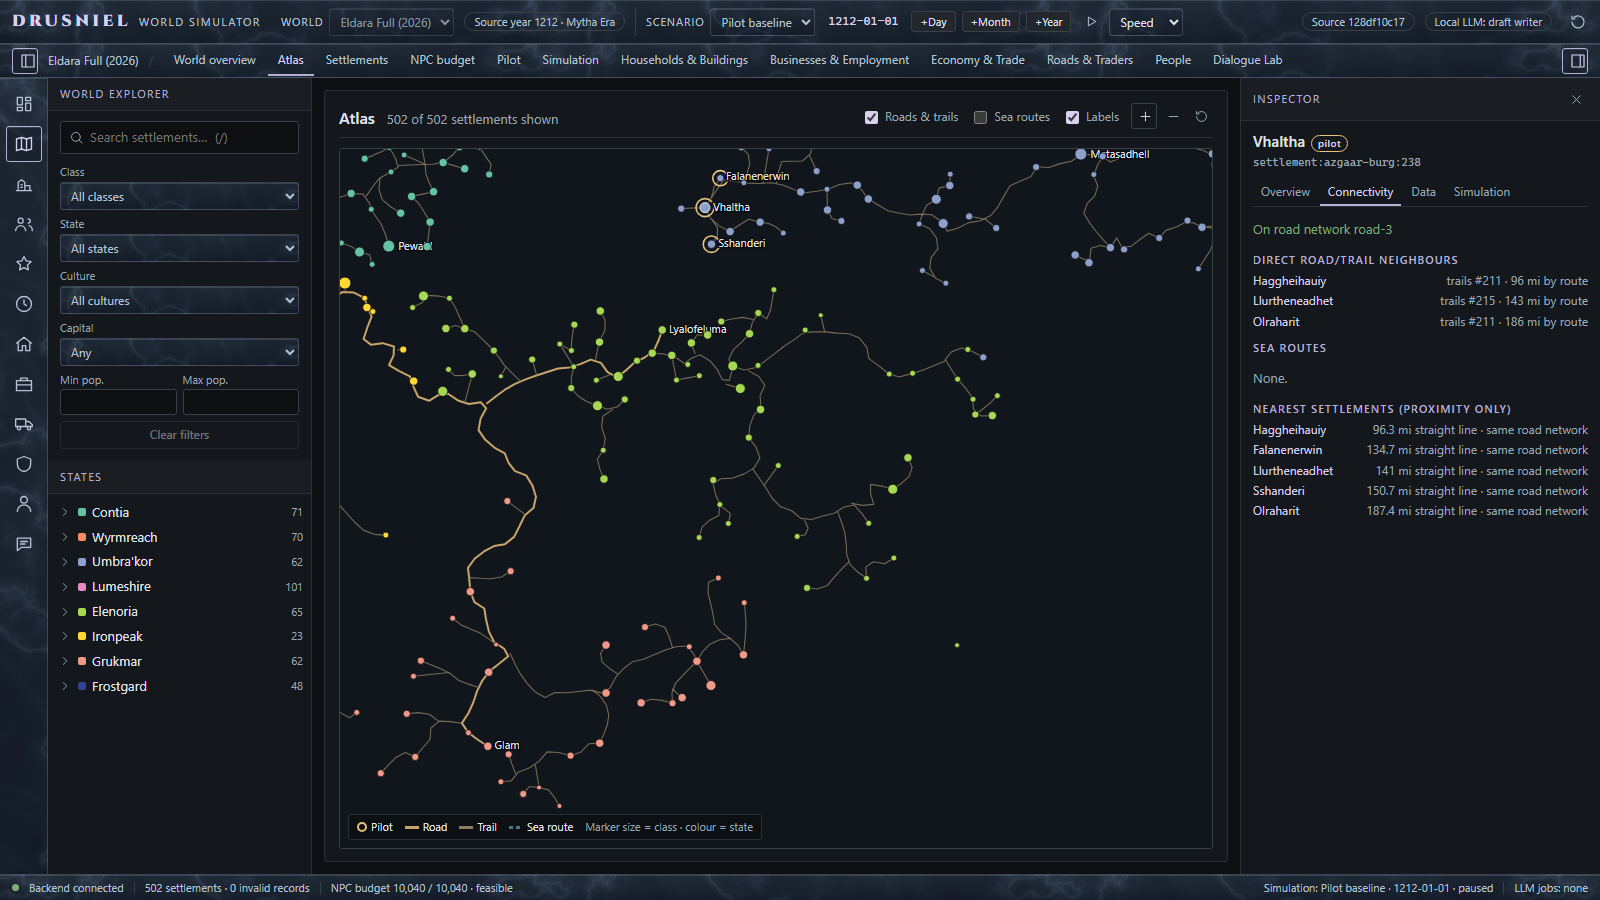 DRUSNIEL WORLD SIMULATOR WORLD Eldara Full (2026) Source year 1212 · Mytha Era SCENARIO Pilot baseline 1212-01-01 +Day +Month +Year Speed Source 128df10c17 Local LLM: draft writer
Eldara Full (2026) / World overview Atlas Settlements NPC budget Pilot Simulation Households & Buildings Businesses & Employment Economy & Trade Roads & Traders People Dialogue Lab
WORLD EXPLORER
Search settlements... (/)
Class
All classes
State
All states
Culture
All cultures
Capital
Any
Min pop. Max pop.
Clear filters
STATES
Contia 71
Wyrmreach 70
Umbra'kor 62
Lumeshire 101
Elenoria 65
Ironpeak 23
Grukmar 62
Frostgard 48
Atlas 502 of 502 settlements shown Roads & trails Sea routes Labels
Matasadhell
Falanenerwin
Vhaltha
Sshanderi
Lyalofeluma
Glam
Pilot Road Trail Sea route Marker size = class · colour = state
INSPECTOR
Vhaltha pilot
settlement:azgaar-burg:238
Overview Connectivity Data Simulation
On road network road-3
DIRECT ROAD/TRAIL NEIGHBOURS
Haggheihauiy trails #211 · 96 mi by route
Llurtheneadhet trails #215 · 143 mi by route
Olraharit trails #211 · 186 mi by route
SEA ROUTES
None.
NEAREST SETTLEMENTS (PROXIMITY ONLY)
Haggheihauiy 96.3 mi straight line · same road network
Falanenerwin 134.7 mi straight line · same road network
Llurtheneadhet 141 mi straight line · same road network
Sshanderi 150.7 mi straight line · same road network
Olraharit 187.4 mi straight line · same road network
Backend connected 502 settlements · 0 invalid records NPC budget 10,040 / 10,040 · feasible Simulation: Pilot baseline · 1212-01-01 · paused LLM jobs: none